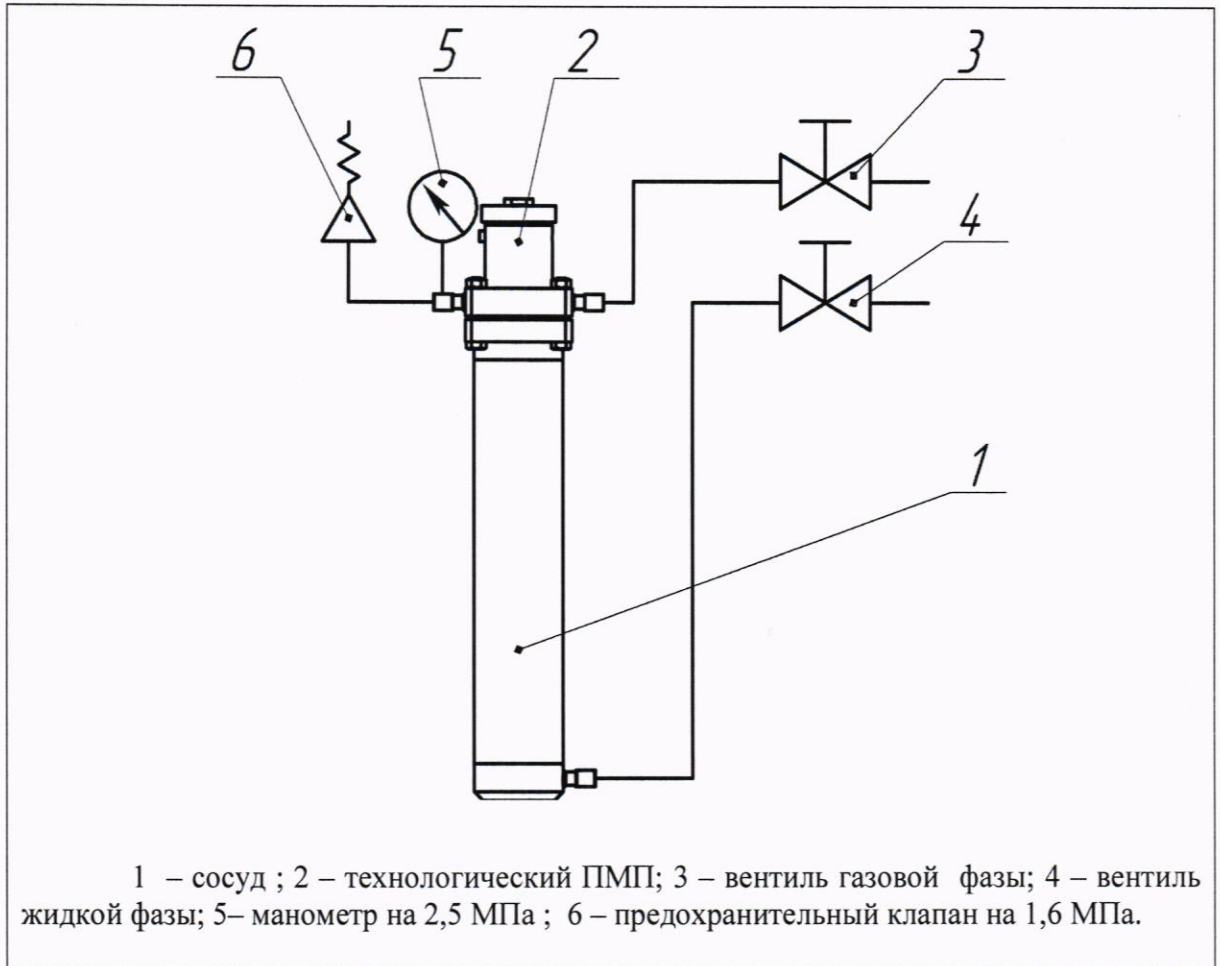 6 5 2 3
4
1
1 – сосуд ; 2 – технологический ПМП; 3 – вентиль газовой фазы; 4 – вентиль
жидкой фазы; 5– манометр на 2,5 МПа ; 6 – предохранительный клапан на 1,6 МПа.